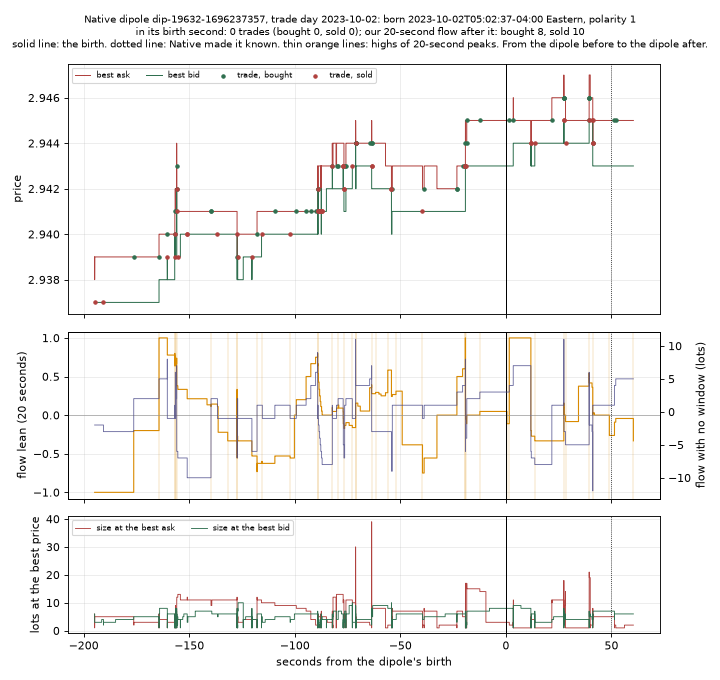 Native dipole dip-19632-1696237357, trade day 2023-10-02: born 2023-10-02T05:02:37-04:00 Eastern, polarity 1
in its birth second: 0 trades (bought 0, sold 0); our 20-second flow after it: bought 8, sold 10
solid line: the birth. dotted line: Native made it known. thin orange lines: highs of 20-second peaks. From the dipole before to the dipole after.
best ask
best bid
trade, bought
trade, sold
2.946
2.944
2.942
2.940
2.938
price
1.0
0.5
0.0
−0.5
−1.0
flow lean (20 seconds)
10
5
0
−5
−10
flow with no window (lots)
size at the best ask
size at the best bid
40
30
20
10
0
lots at the best price
−200
−150
−100
−50
0
50
seconds from the dipole's birth